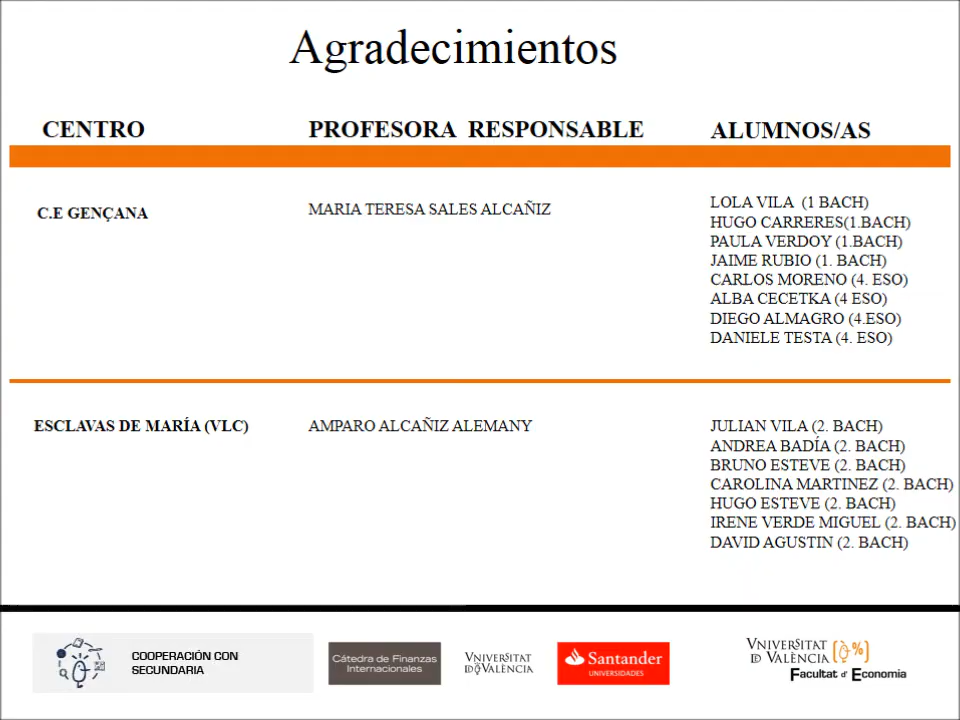 Agradecimientos
CENTRO
PROFESORA RESPONSABLE
ALUMNOS/AS
C.E GENÇANA
MARIA TERESA SALES ALCAÑIZ
LOLA VILA (1 BACH)
HUGO CARRERES(1.BACH)
PAULA VERDOY (1.BACH)
JAIME RUBIO (1. BACH)
CARLOS MORENO (4. ESO)
ALBA CECETKA (4 ESO)
DIEGO ALMAGRO (4.ESO)
DANIELE TESTA (4. ESO)
ESCLAVAS DE MARÍA (VLC)
AMPARO ALCAÑIZ ALEMANY
JULIAN VILA (2. BACH)
ANDREA BADÍA (2. BACH)
BRUNO ESTEVE (2. BACH)
CAROLINA MARTINEZ (2. BACH)
HUGO ESTEVE (2. BACH)
IRENE VERDE MIGUEL (2. BACH)
DAVID AGUSTIN (2. BACH)
COOPERACIÓN CON
SECUNDARIA
Cátedra de Finanzas
Internacionales
VNIVERSITAT
ID VALÈNCIA
Santander
UNIVERSIDADES
VNIVERSITAT
ID VALÈNCIA
Facultat d' Economia